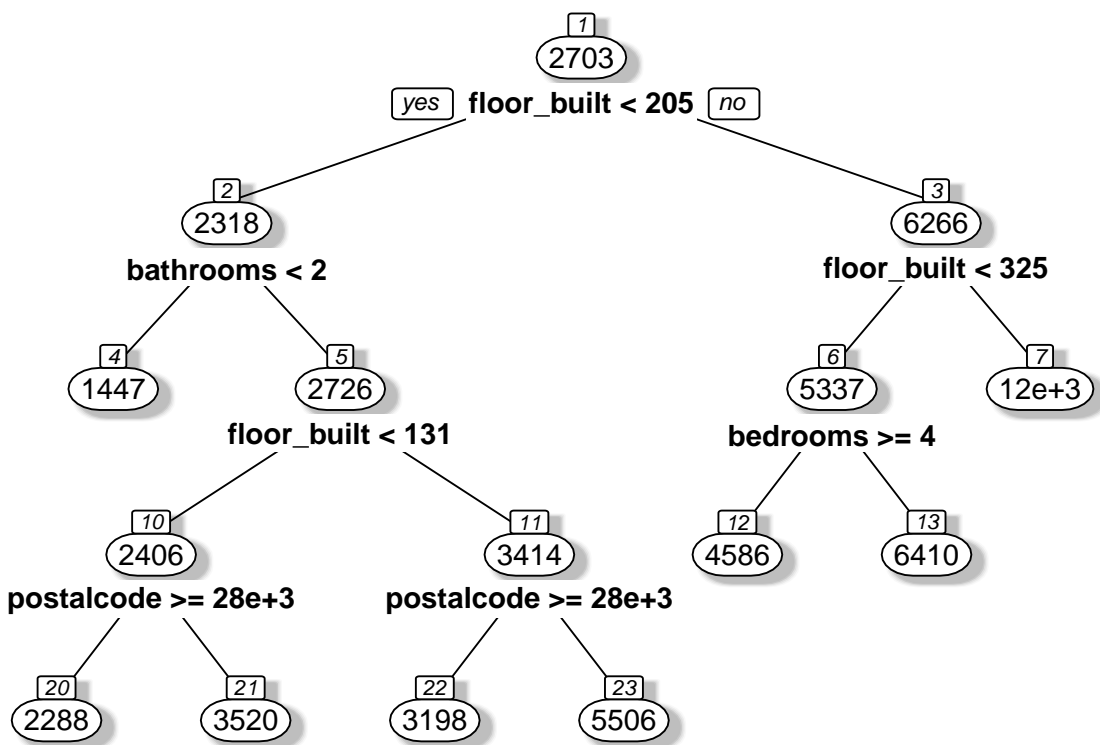 1
2703
yes floor_built < 205 no
2 3
2318 6266
bathrooms < 2 floor_built < 325
4 5 6 7
1447 2726 5337 12e+3
floor_built < 131 bedrooms >= 4
10 11 12 13
2406 3414 4586 6410
postalcode >= 28e+3 postalcode >= 28e+3
20 21 22 23
2288 3520 3198 5506